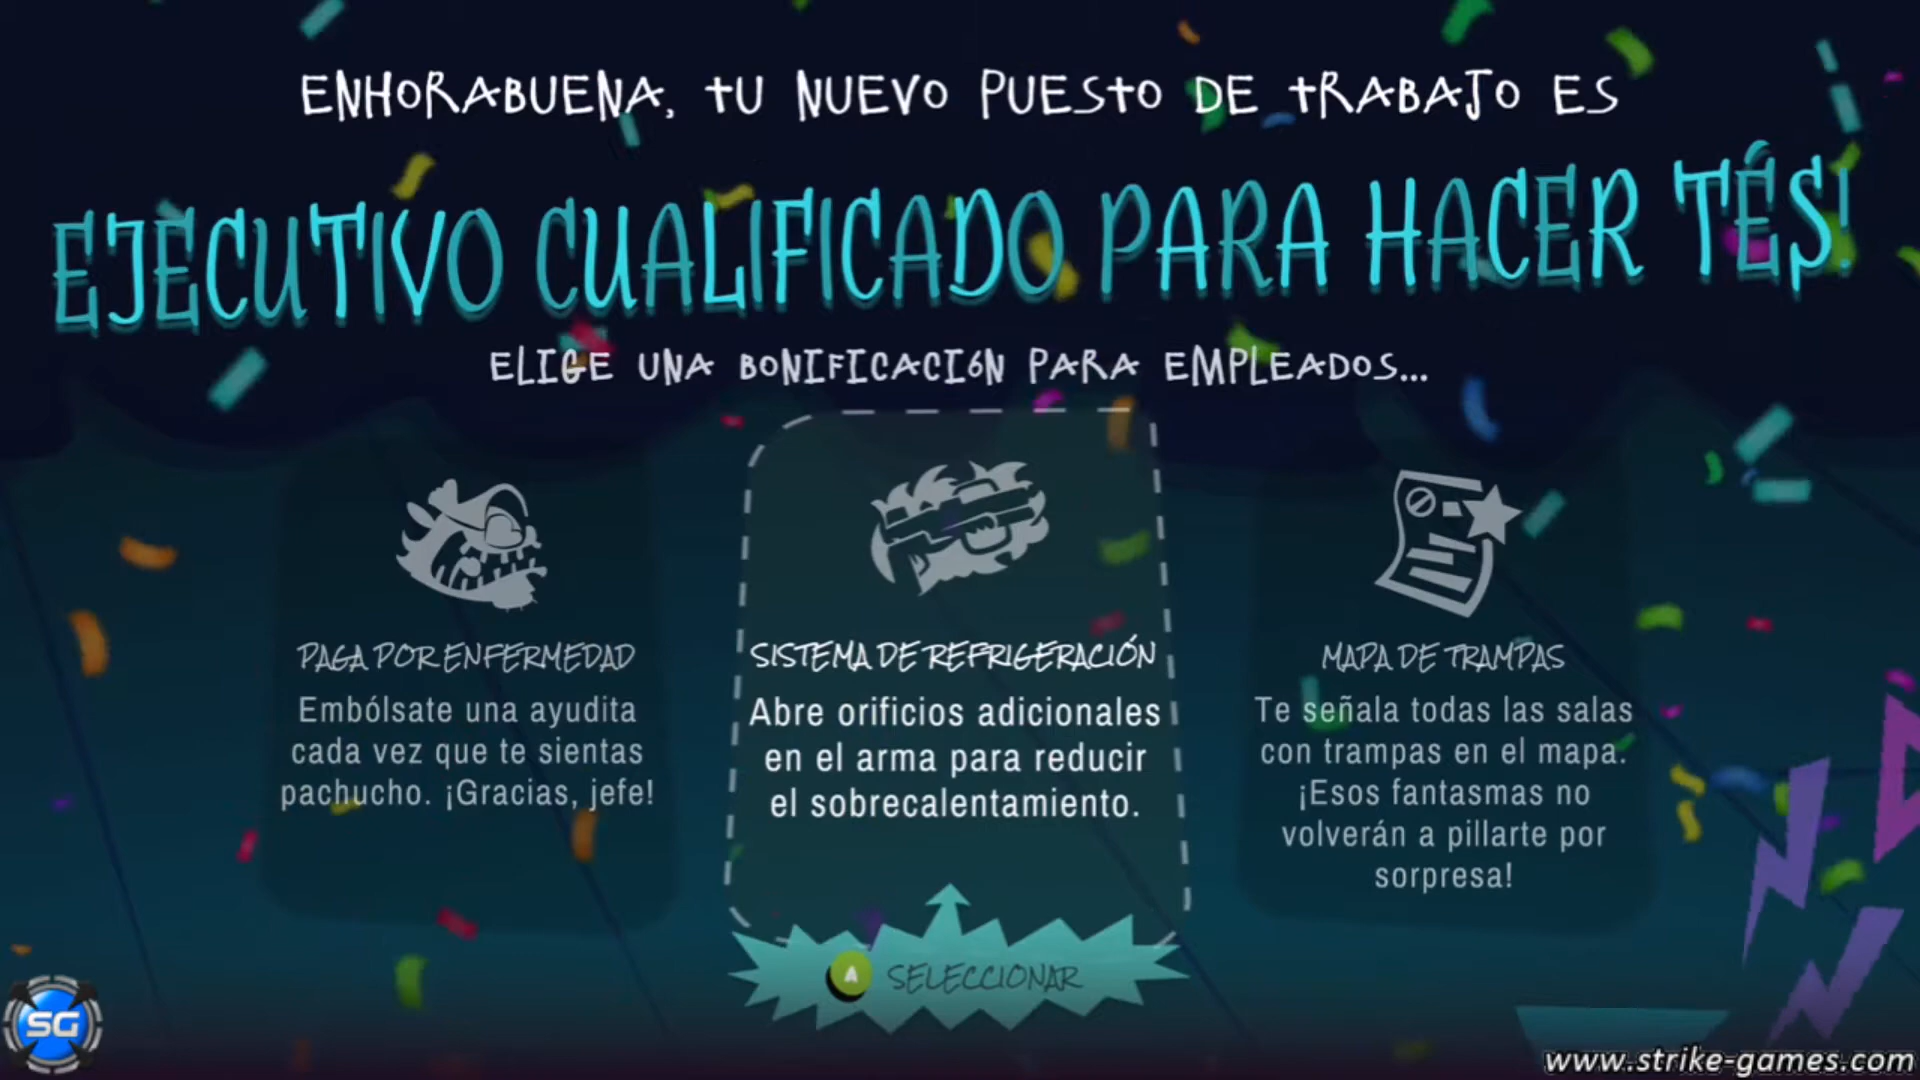 ENHORABUENA, TU NUEVO PUESTO DE TRABAJO ES
EJECUTIVO CUALIFICADO PARA HACER TÉS!
ELIGE UNA BONIFICACIÓN PARA EMPLEADOS...
PAGA POR ENFERMEDAD
Embólsate una ayudita
cada vez que te sientas
pachucho. ¡Gracias, jefe!
SISTEMA DE REFRIGERACIÓN
Abre orificios adicionales
en el arma para reducir
el sobrecalentamiento.
MAPA DE TRAMPAS
Te señala todas las salas
con trampas en el mapa.
¡Esos fantasmas no
volverán a pillarte por
sorpresa!
A SELECCIONAR
SG
www.strike-games.com